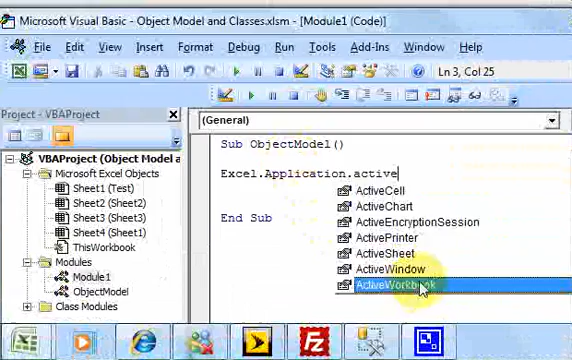 Microsoft Visual Basic - Object Model and Classes.xlsm - [Module1 (Code)]
File Edit View Insert Format Debug Run Tools Add-Ins Window Help
Ln 3, Col 25
Project - VBAProject
(General)
VBAProject (Object Model a
Microsoft Excel Objects
Sheet1 (Test)
Sheet2 (Sheet2)
Sheet3 (Sheet3)
Sheet4 (Sheet4)
ThisWorkbook
Modules
Module1
ObjectModel
Class Modules
Sub ObjectModel()
Excel.Application.active
ActiveCell
ActiveChart
ActiveEncryptionSession
ActivePrinter
ActiveSheet
ActiveWindow
ActiveWorkbook
End Sub